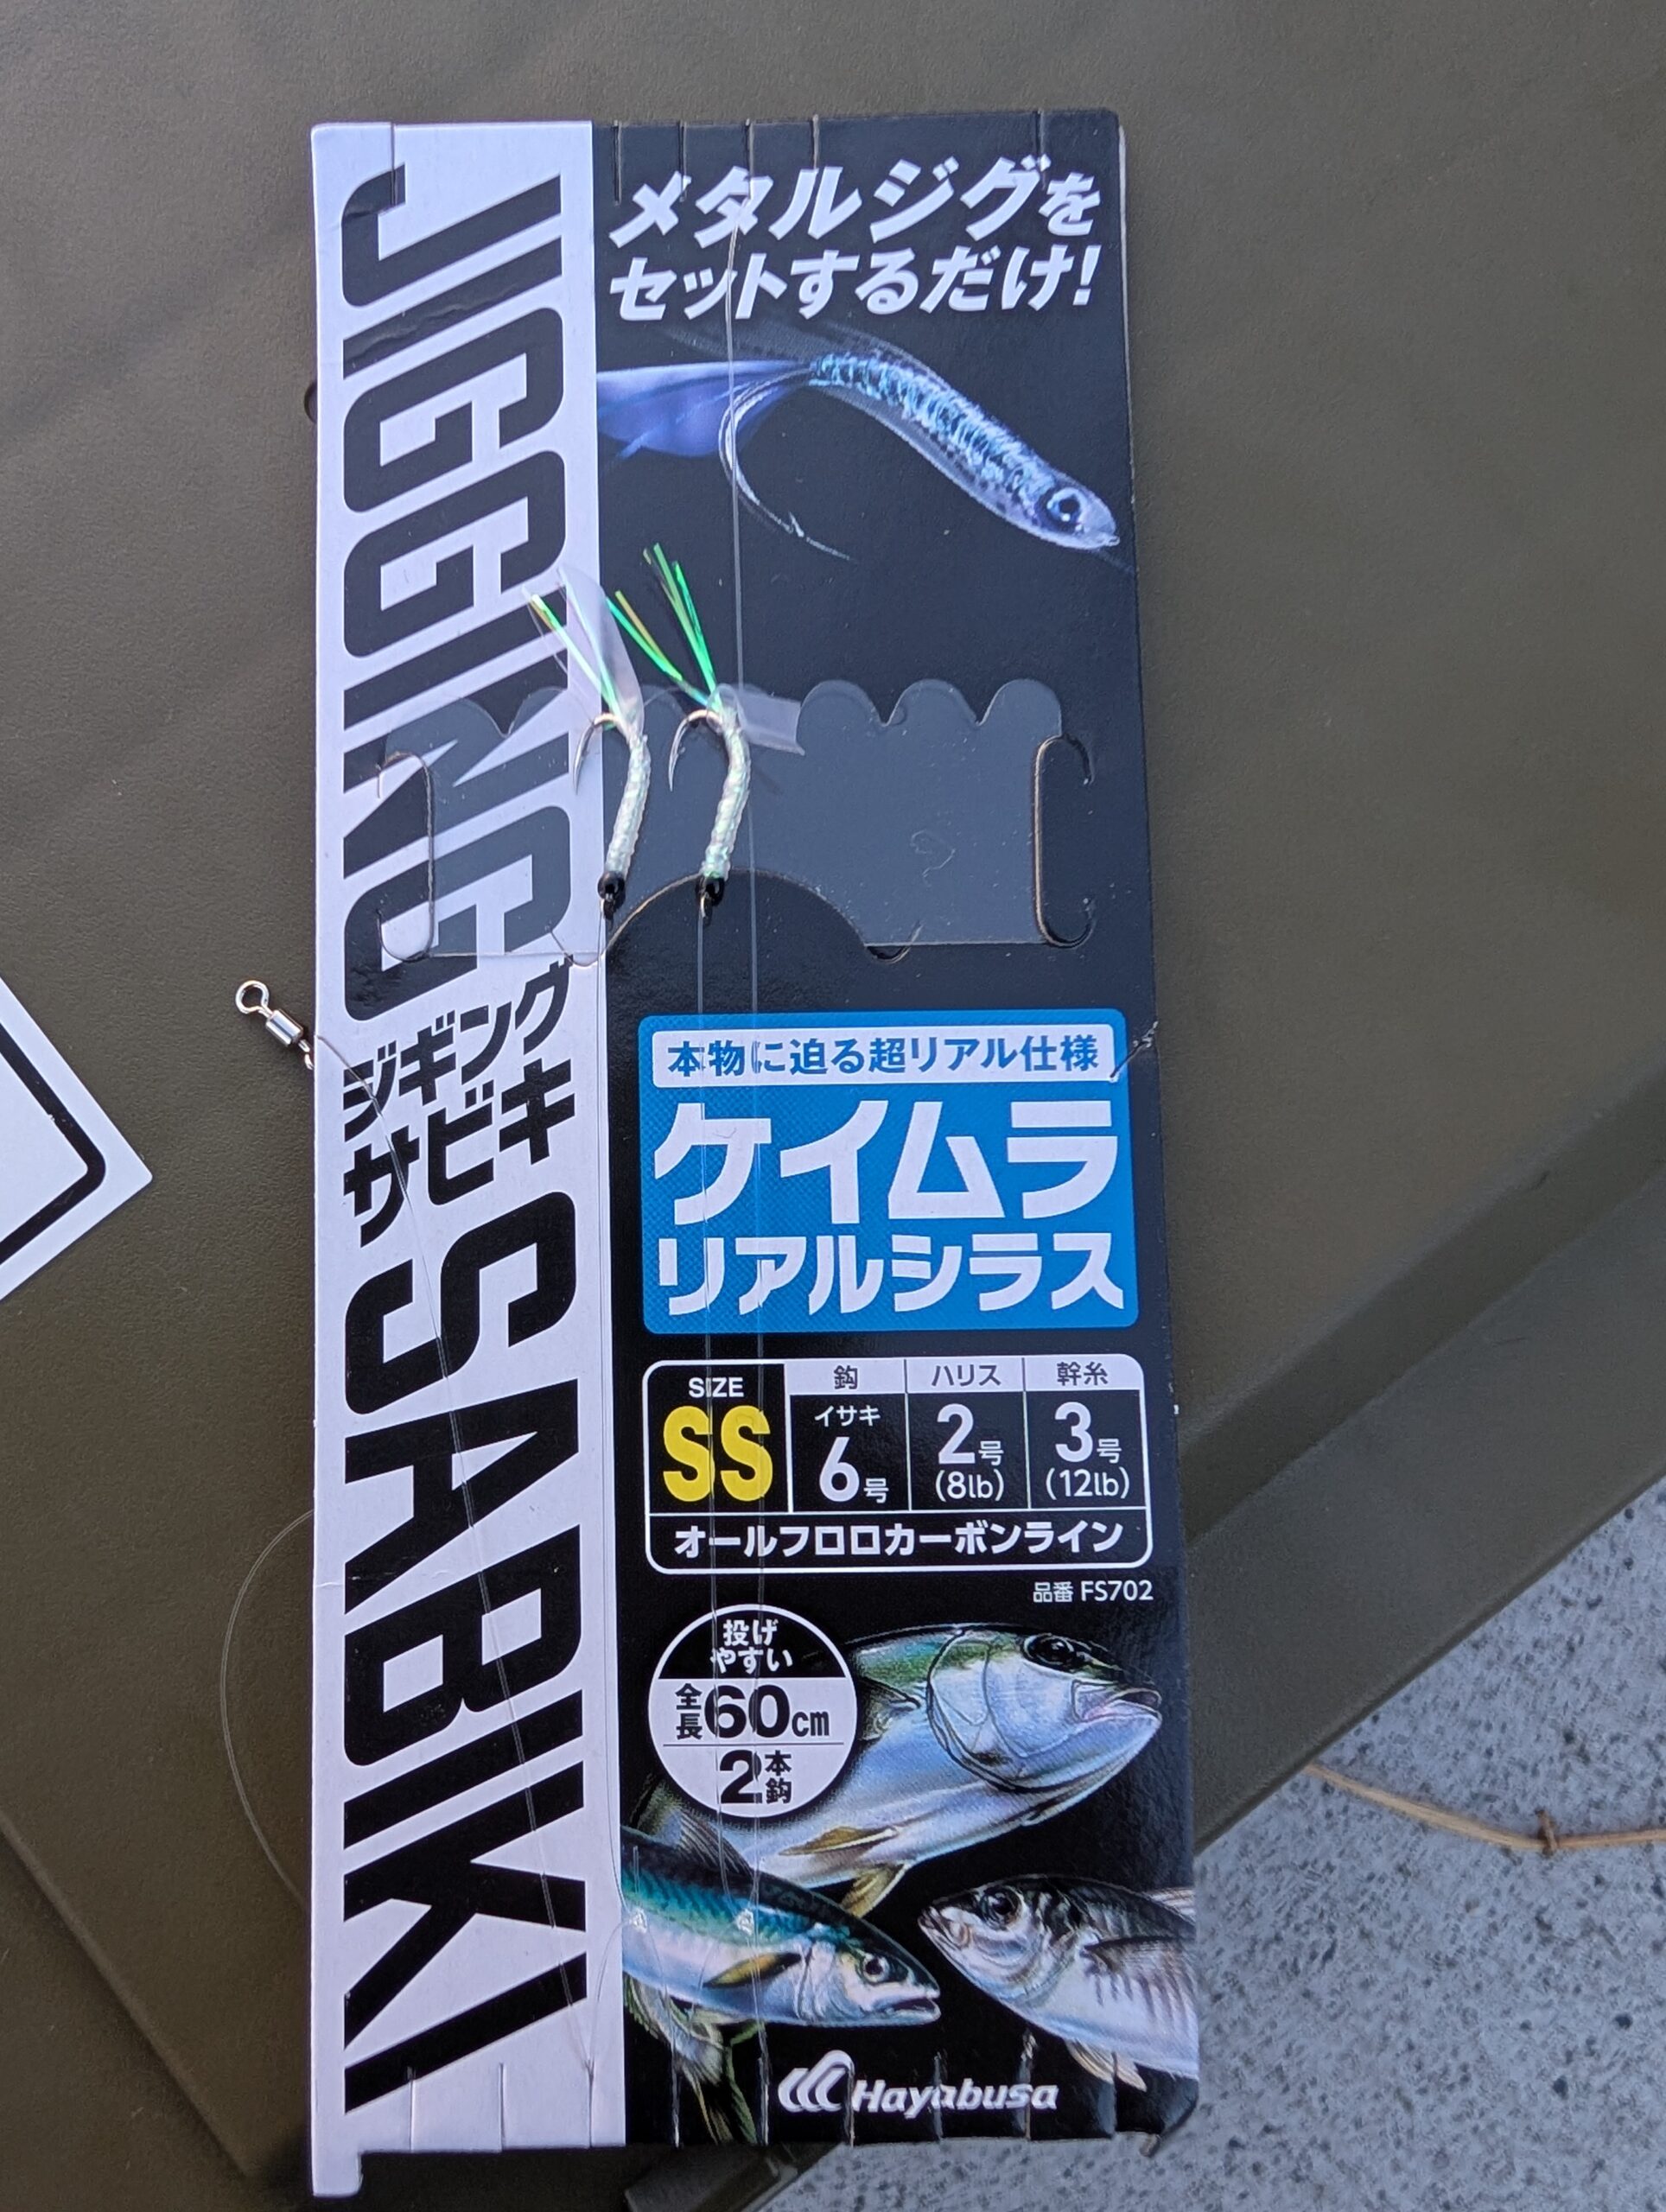 JIGGING
ジギング
サビキ
SABIKI
メタルジグを
セットするだけ!
本物に迫る超リアル仕様
ケイムラ
リアルシラス
SIZE
SS
鈎 ハリス 幹糸
イサキ
6号 2号 3号
(8lb) (12lb)
オールフロロカーボンライン
品番 FS702
投げ
やすい
全長60cm
2本鈎
Hayabusa